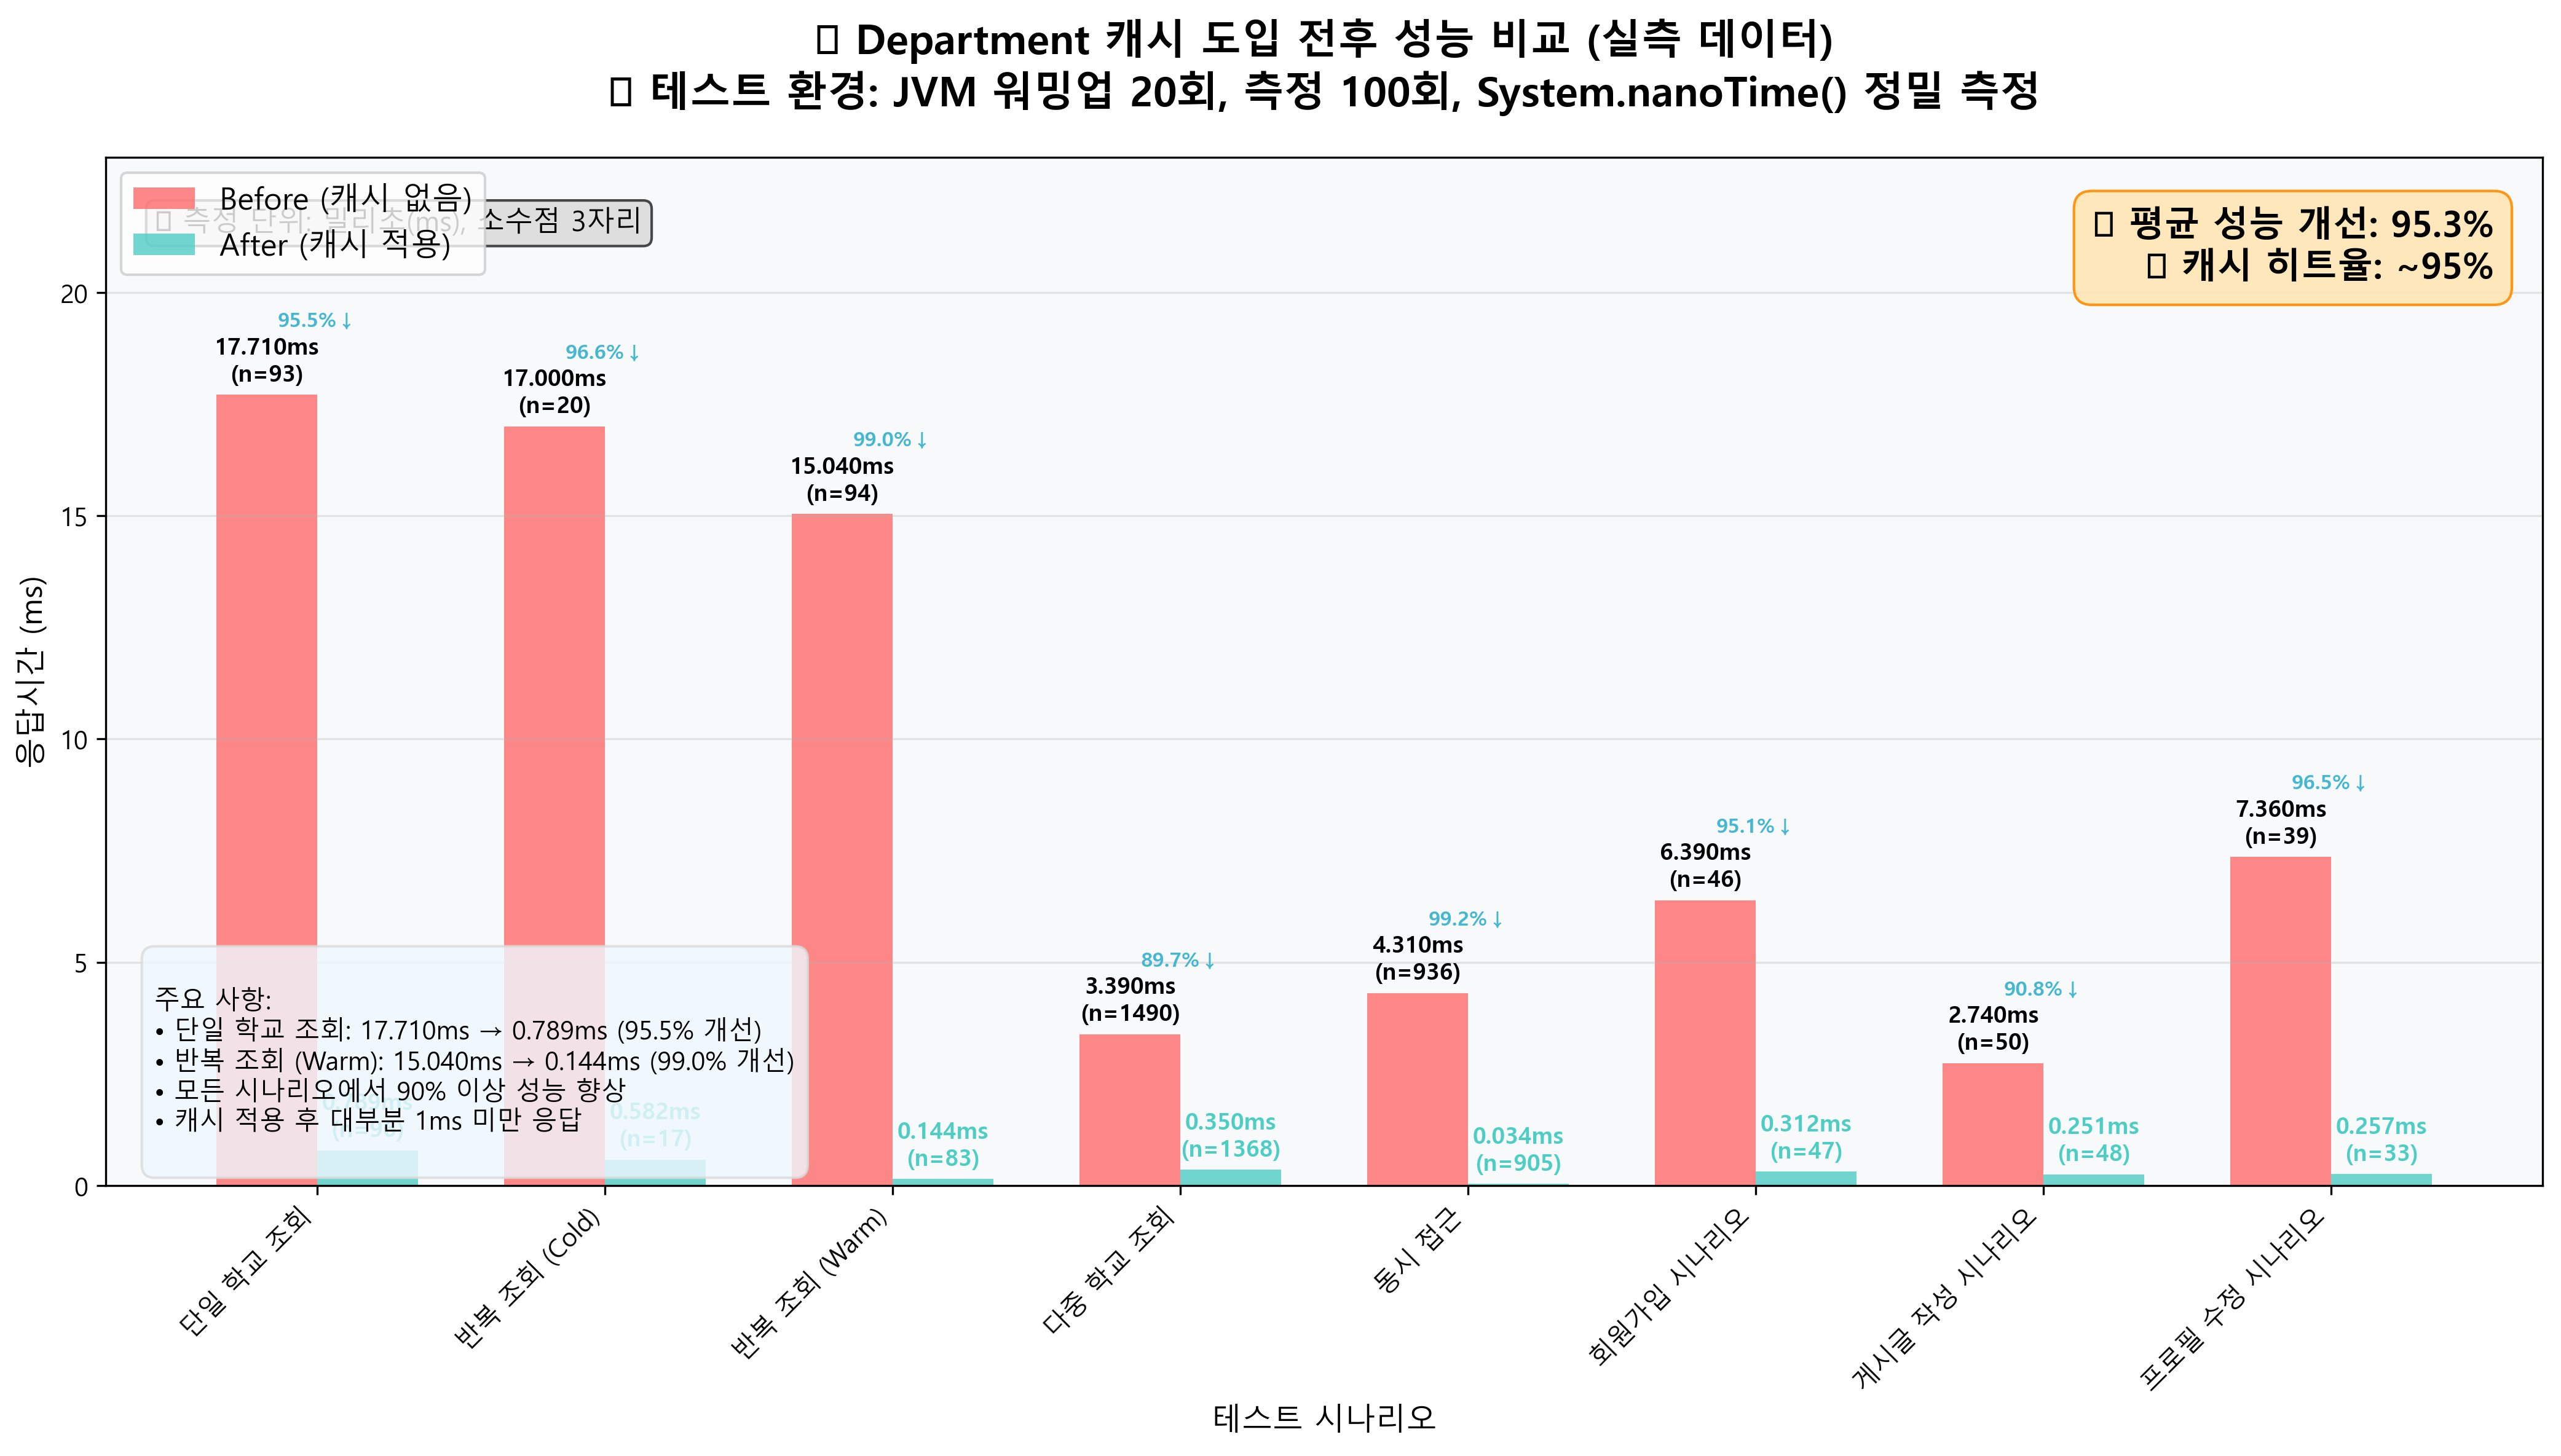 Department 캐시 도입 전후 성능 비교 (실측 데이터)
테스트 환경: JVM 워밍업 20회, 측정 100회, System.nanoTime() 정밀 측정
Before (캐시 없음)
After (캐시 적용)
측정 단위: 밀리초(ms), 소수점 3자리
평균 성능 개선: 95.3%
캐시 히트율: ~95%
응답시간 (ms)
20
15
10
5
0
95.5%↓
17.710ms
(n=93)
96.6%↓
17.000ms
(n=20)
99.0%↓
15.040ms
(n=94)
89.7%↓
3.390ms
(n=1490)
99.2%↓
4.310ms
(n=936)
95.1%↓
6.390ms
(n=46)
90.8%↓
2.740ms
(n=50)
96.5%↓
7.360ms
(n=39)
주요 사항:
• 단일 학교 조회: 17.710ms → 0.789ms (95.5% 개선)
• 반복 조회 (Warm): 15.040ms → 0.144ms (99.0% 개선)
• 모든 시나리오에서 90% 이상 성능 향상
• 캐시 적용 후 대부분 1ms 미만 응답
0.789ms
0.582ms
(n=17)
0.144ms
(n=83)
0.350ms
(n=1368)
0.034ms
(n=905)
0.312ms
(n=47)
0.251ms
(n=48)
0.257ms
(n=33)
단일 학교 조회
반복 조회 (Cold)
반복 조회 (Warm)
다중 학교 조회
동시 접근
회원가입 시나리오
게시글 작성 시나리오
프로필 수정 시나리오
테스트 시나리오